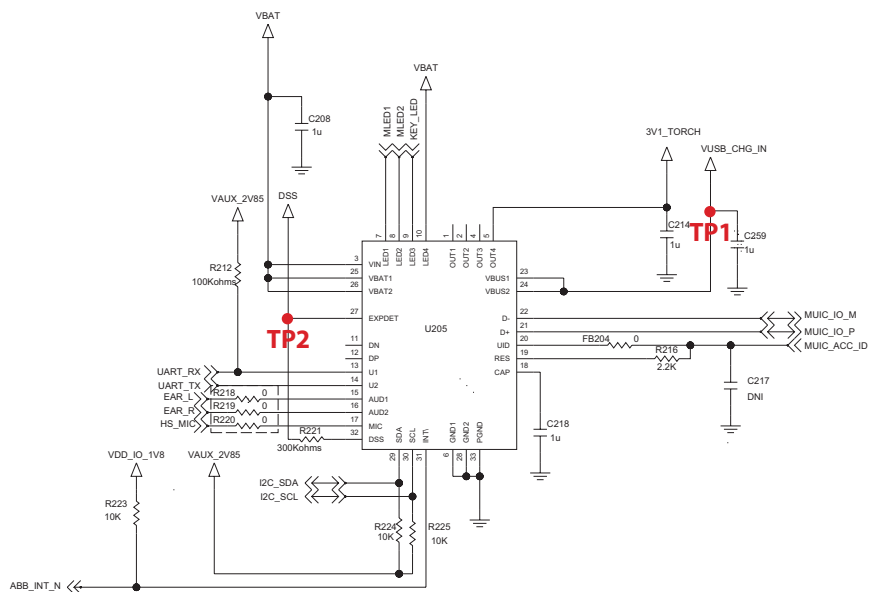 VBAT
C208
1u
VBAT
MLED1
MLED2
KEY_LED
3V1_TORCH
VUSB_CHG_IN
VAUX_2V85
DSS
TP1
C214
1u
C259
1u
R212
100Kohms
7
8
9
10
1
2
4
3
5
LED1
LED2
LED3
LED4
OUT1
OUT2
OUT3
OUT4
3 VIN
25 VBAT1
26 VBAT2
VBUS1 23
VBUS2 24
27 EXPDET
TP2
U205
D- 22
MUIC_IO_M
D+ 21
MUIC_IO_P
11 DN
12 DP
UID 20
FB204 0
MUIC_ACC_ID
RES 19
R216
2.2K
CAP 18
UART_RX
13 U1
UART_TX
14 U2
EAR_L
R218 0
15 AUD1
EAR_R
R219 0
16 AUD2
HS_MIC
R220 0
17 MIC
R221
300Kohms
32 DSS
C217
DNI
C218
1u
SDA
SCL
INT\
GND1
GND2
PGND
29
30
31
6
28
33
VDD_IO_1V8
VAUX_2V85
I2C_SDA
I2C_SCL
R223
10K
R224
10K
R225
10K
ABB_INT_N